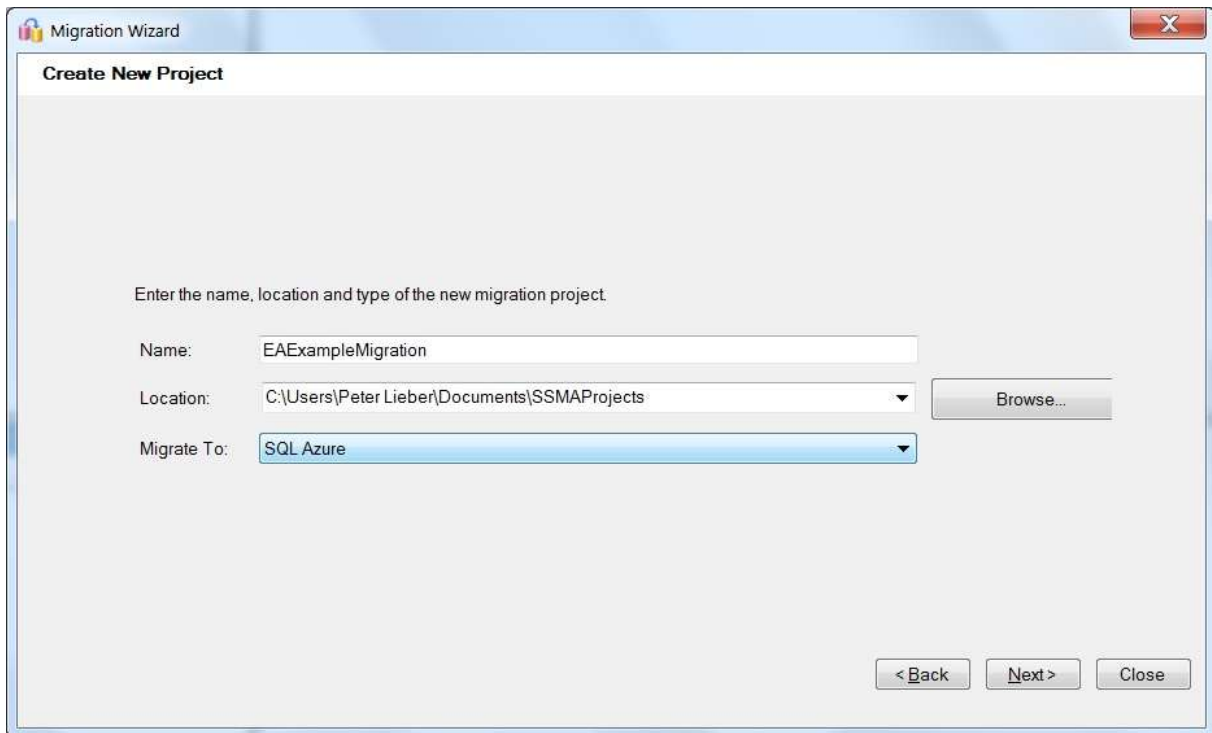 Migration Wizard
Create New Project
Enter the name, location and type of the new migration project.
Name: EAExampleMigration
Location: C:\Users\Peter Lieber\Documents\SSMAProjects Browse...
Migrate To: SQL Azure
< Back Next > Close